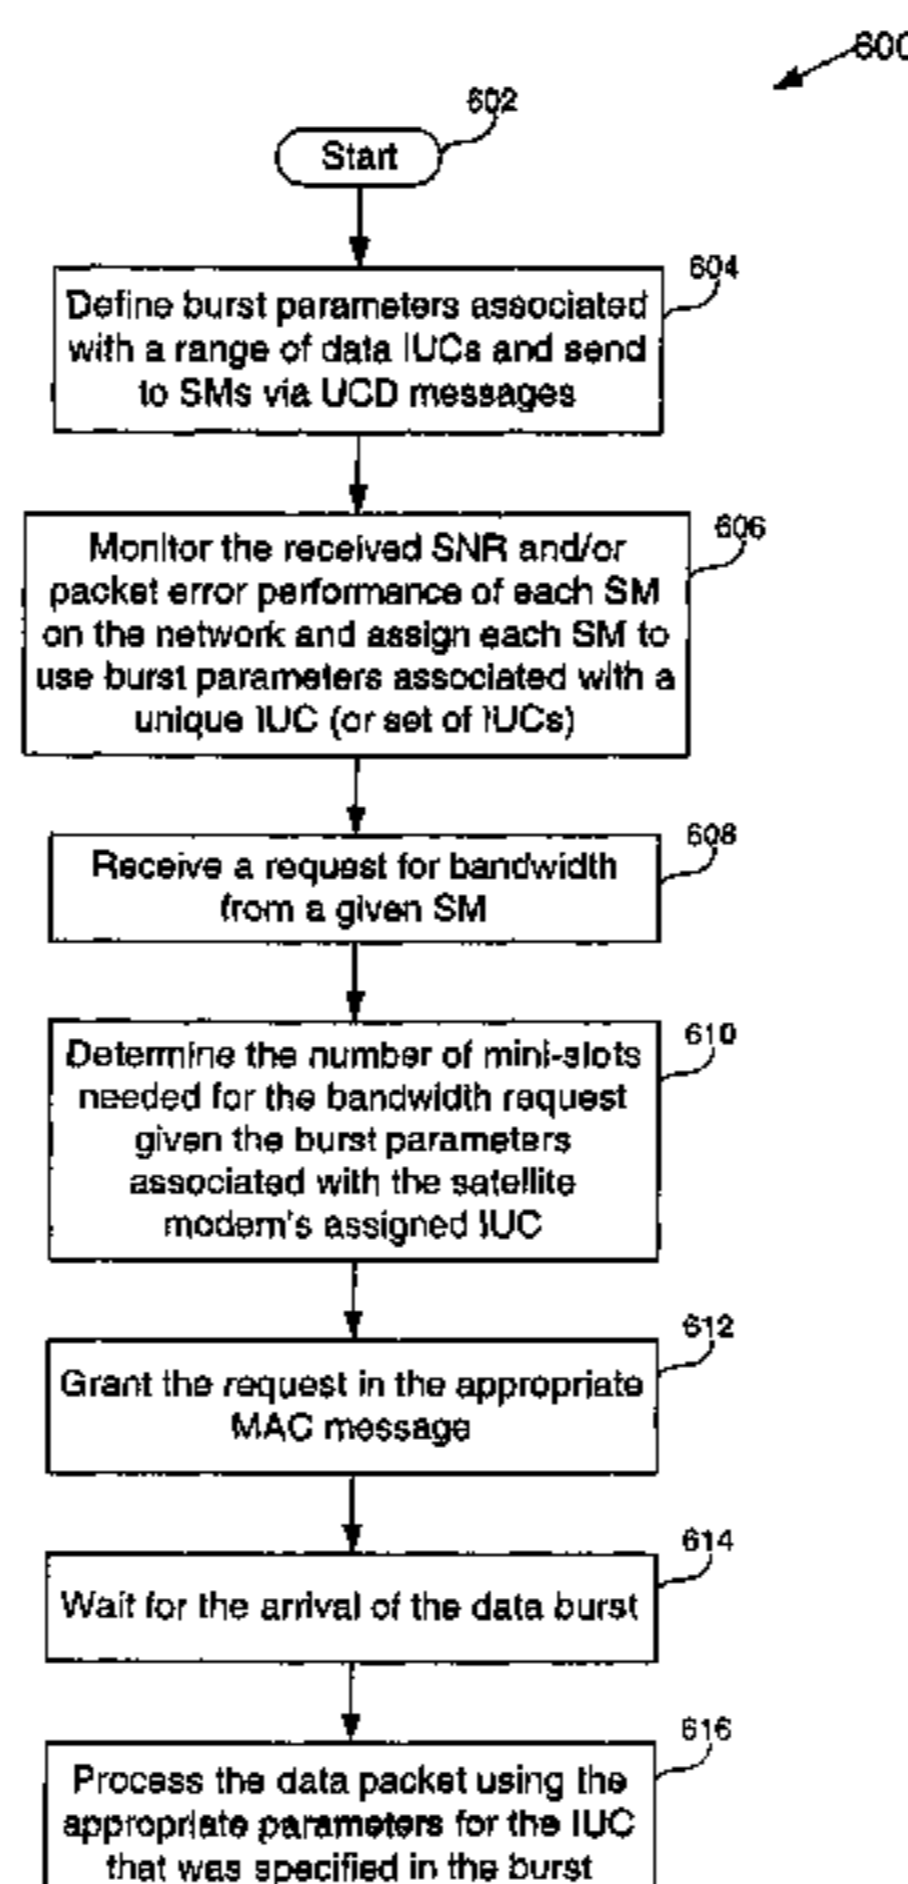 600
602
Start
604
Define burst parameters associated
with a range of data IUCs and send
to SMs via UCD messages
606
Monitor the received SNR and/or
packet error performance of each SM
on the network and assign each SM to
use burst parameters associated with a
unique IUC (or set of IUCs)
608
Receive a request for bandwidth
from a given SM
610
Determine the number of mini-slots
needed for the bandwidth request
given the burst parameters
associated with the satellite
modem's assigned IUC
612
Grant the request in the appropriate
MAC message
614
Wait for the arrival of the data burst
616
Process the data packet using the
appropriate parameters for the IUC
that was specified in the burst